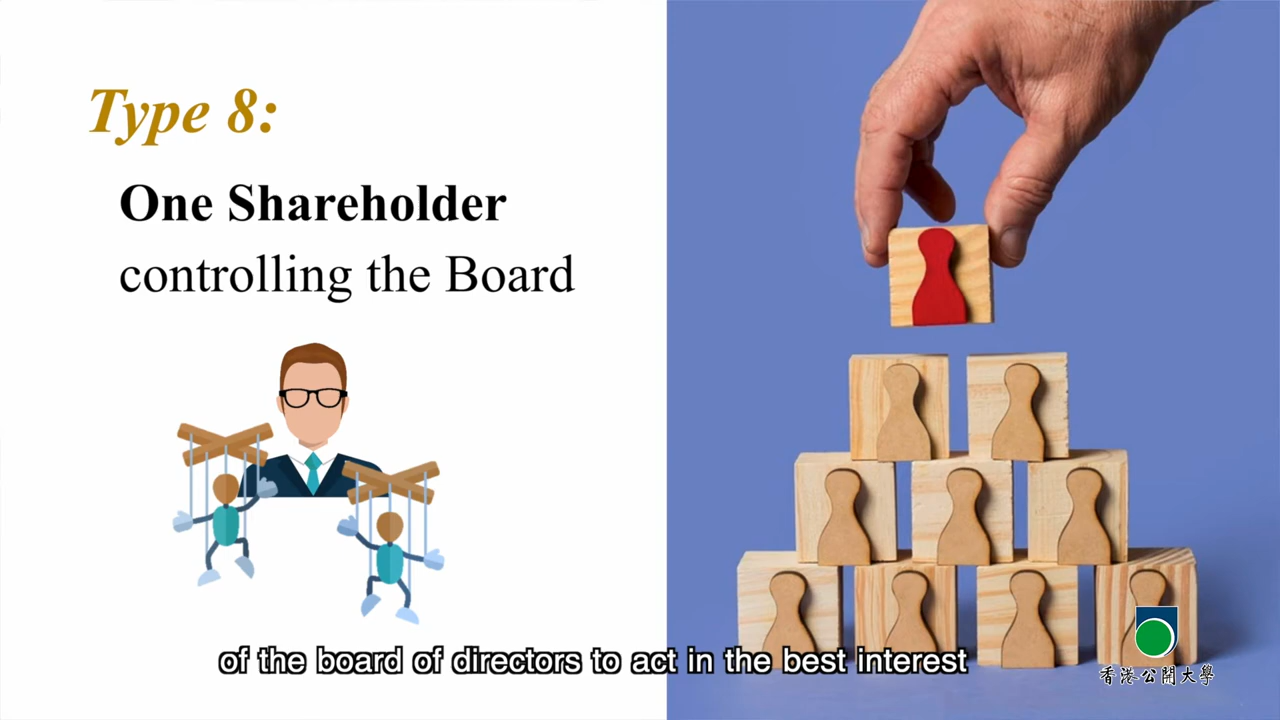 Type 8:
One Shareholder
controlling the Board
of the board of directors to act in the best interest
香港公開大學